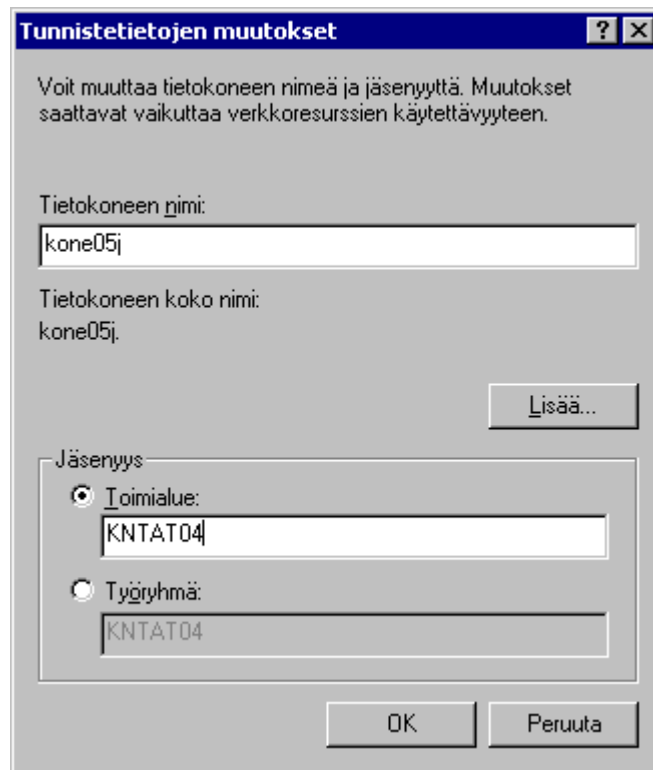 Tunnistetietojen muutokset
Voit muuttaa tietokoneen nimeä ja jäsenyyttä. Muutokset
saattavat vaikuttaa verkkoresurssien käytettävyyteen.
Tietokoneen nimi:
kone05j
Tietokoneen koko nimi:
kone05j.
Lisää...
Jäsenyys
Toimialue:
KNTAT04
Työryhmä:
KNTAT04
OK Peruuta